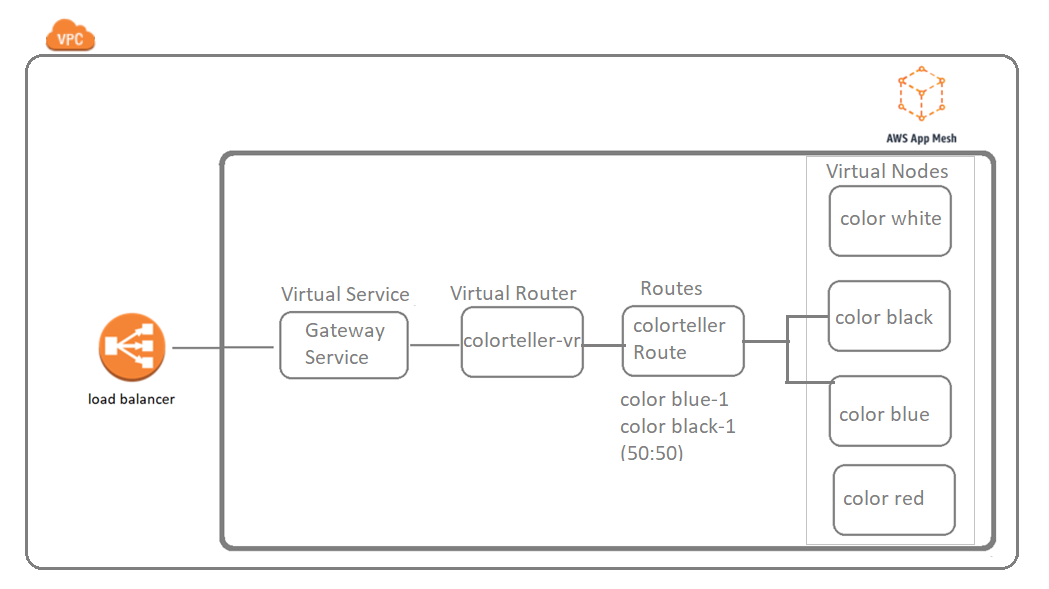 VPC
AWS App Mesh
Virtual Nodes
color white
Virtual Service
Virtual Router
Routes
Gateway
Service
colorteller-vr
colorteller
Route
color black
load balancer
color blue-1
color black-1
(50:50)
color blue
color red